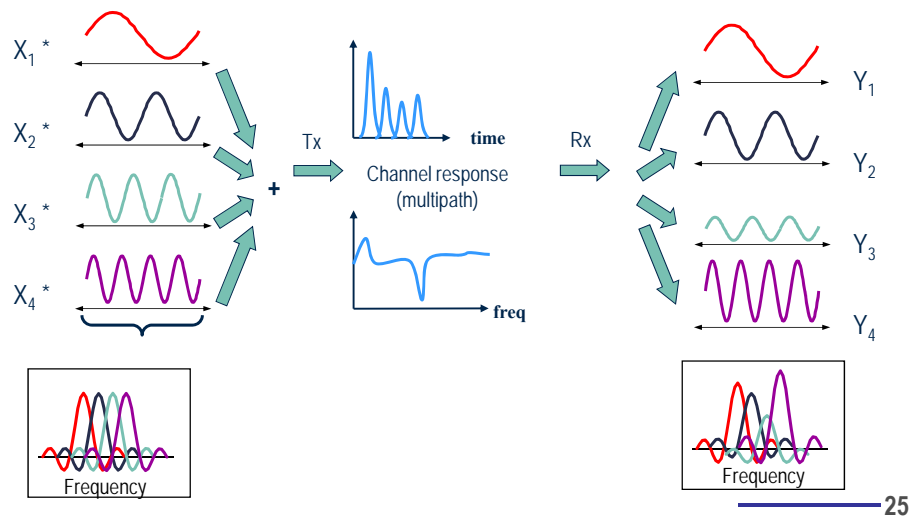 X1 *
X2 *
X3 *
X4 *
+
Tx
time
Channel response
(multipath)
freq
Rx
Y1
Y2
Y3
Y4
Frequency
Frequency
25